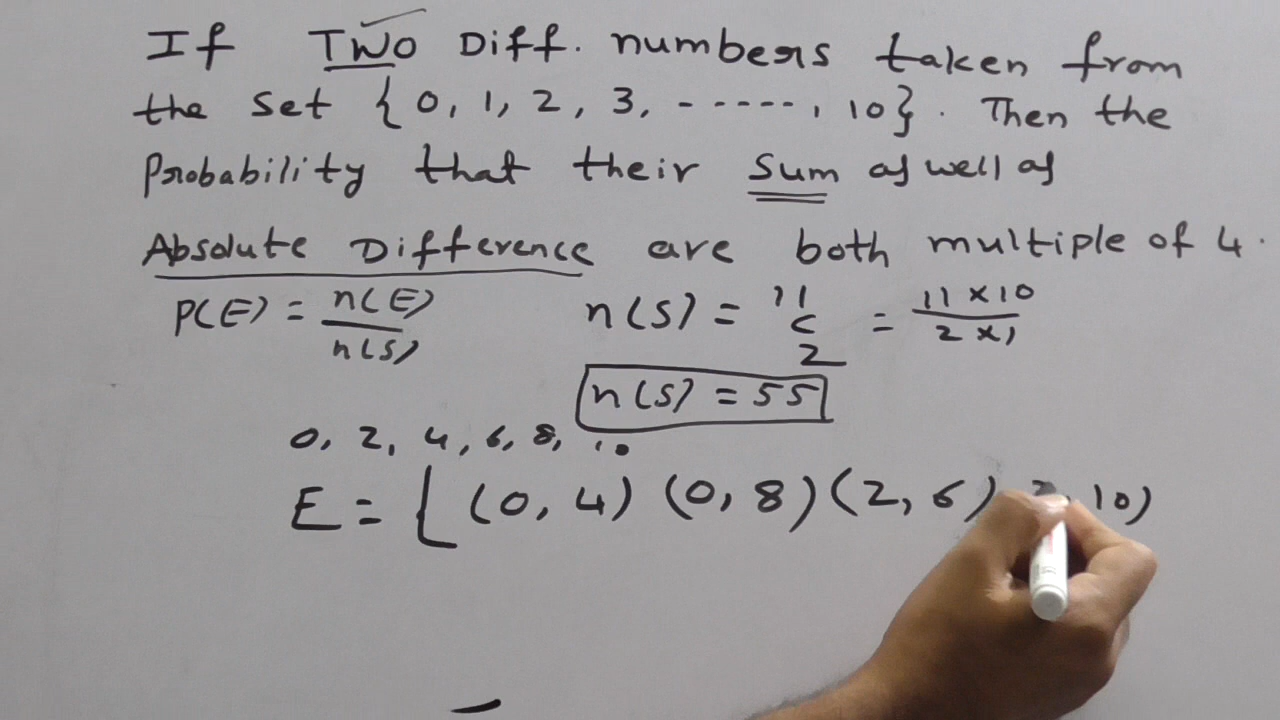 If TWO Diff. numbers taken from
the set {0, 1, 2, 3, ------, 10}. Then the
Probability that their Sum as well as
Absolute Difference are both multiple of 4.
P(E) = n(E)/n(S) n(S) = 11C2 = 11×10/2×1
n(S) = 55
0, 2, 4, 6, 8, 10
E = { (0, 4) (0, 8) (2, 6) , 10)